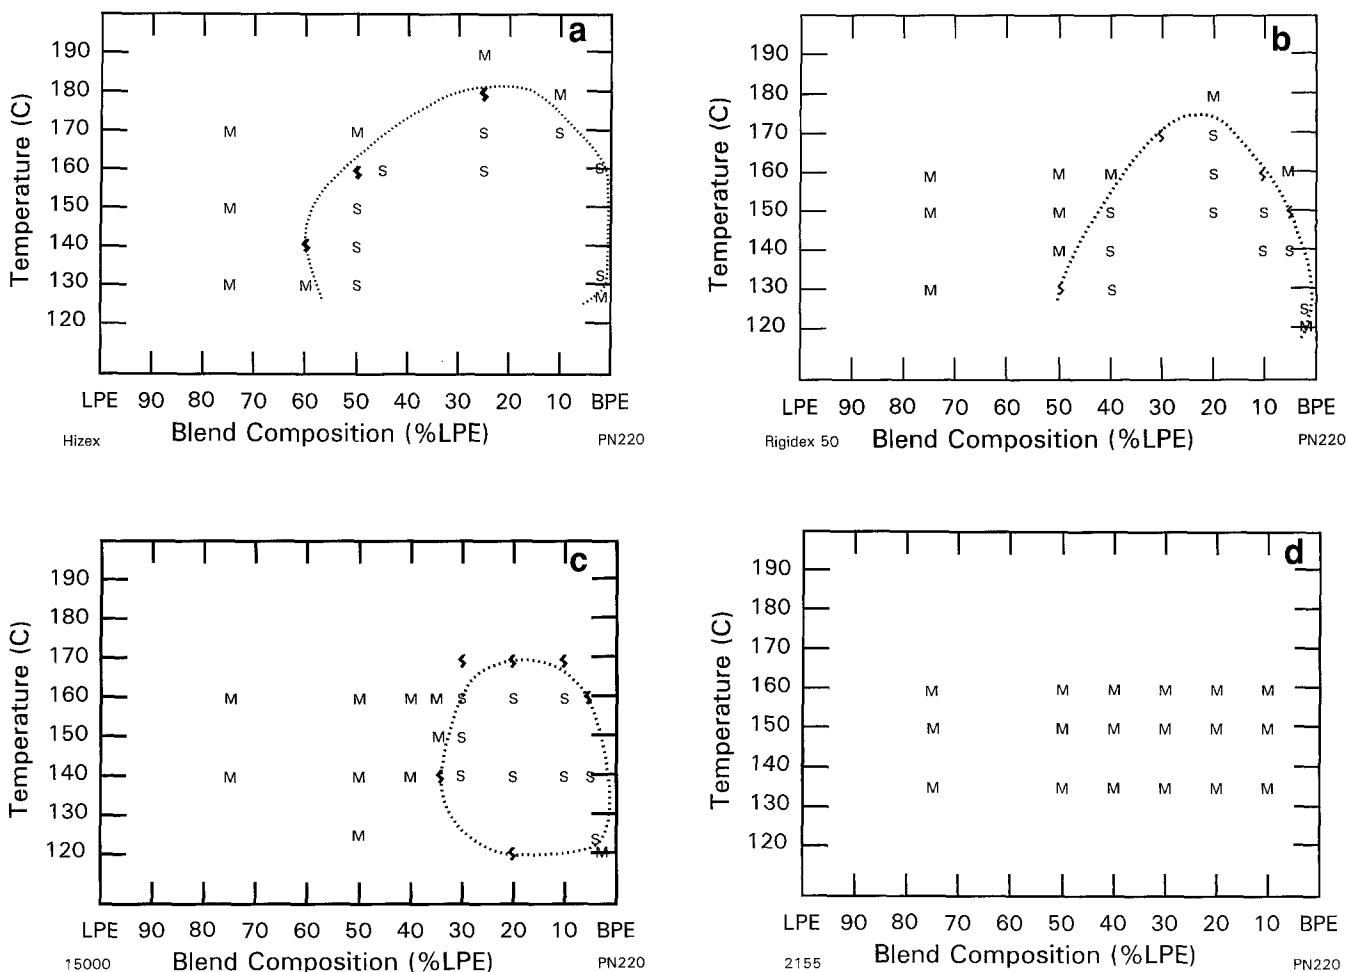 a
190
M
180
M
170
M
M
S
S
160
S
S
S
150
M
S
140
S
130
M
M
S
S
M
120
Temperature (C)
LPE 90 80 70 60 50 40 30 20 10 BPE
Hizex
Blend Composition (%LPE)
PN220
b
190
180
M
170
S
160
M M M S M
150
M M S S S
140
M S S S
130
M S
S
120
M
Temperature (C)
LPE 90 80 70 60 50 40 30 20 10 BPE
Rigidex 50
Blend Composition (%LPE)
PN220
c
190
180
170
160
M M M M S S S
150
M S
140
M M M S S S S
130
M
S
120
M
Temperature (C)
LPE 90 80 70 60 50 40 30 20 10 BPE
15000
Blend Composition (%LPE)
PN220
d
190
180
170
160
M M M M M M
150
M M M M M M
140
M M M M M M
130
120
Temperature (C)
LPE 90 80 70 60 50 40 30 20 10 BPE
2155
Blend Composition (%LPE)
PN220